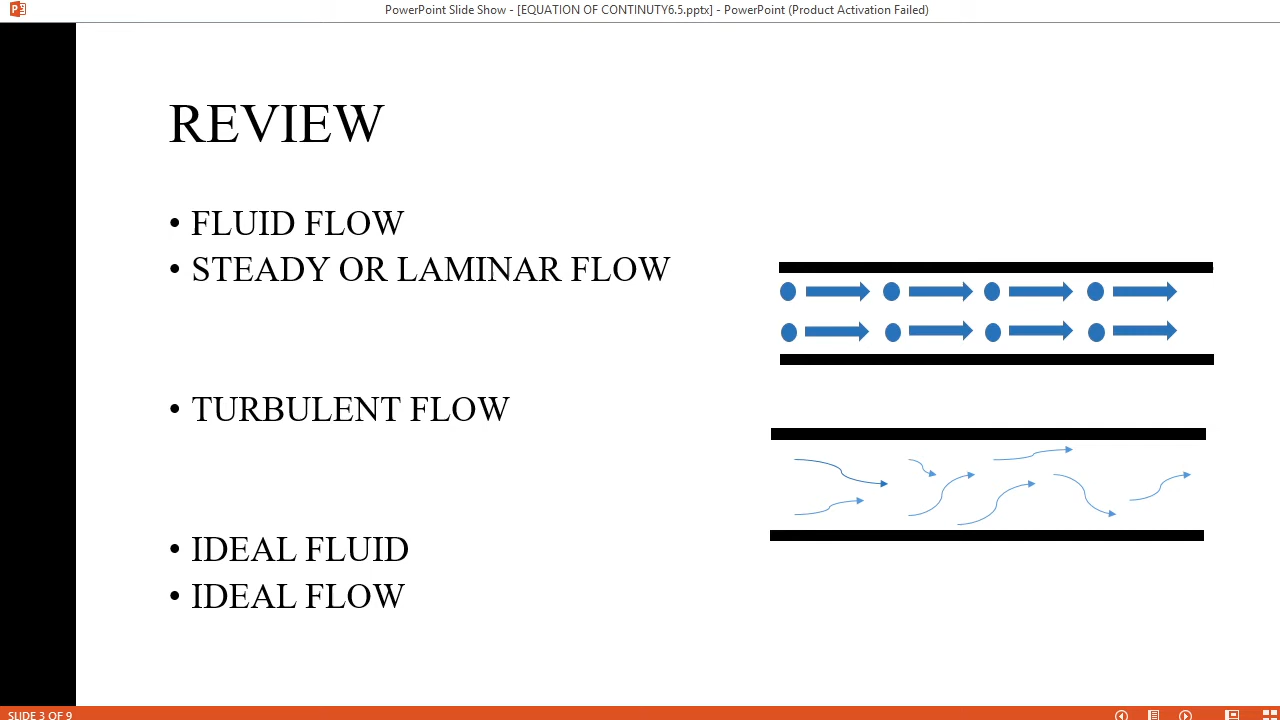 PowerPoint Slide Show - [EQUATION OF CONTINUTY6.5.pptx] - PowerPoint (Product Activation Failed)
REVIEW
• FLUID FLOW
• STEADY OR LAMINAR FLOW
• TURBULENT FLOW
• IDEAL FLUID
• IDEAL FLOW
SLIDE 3 OF 9